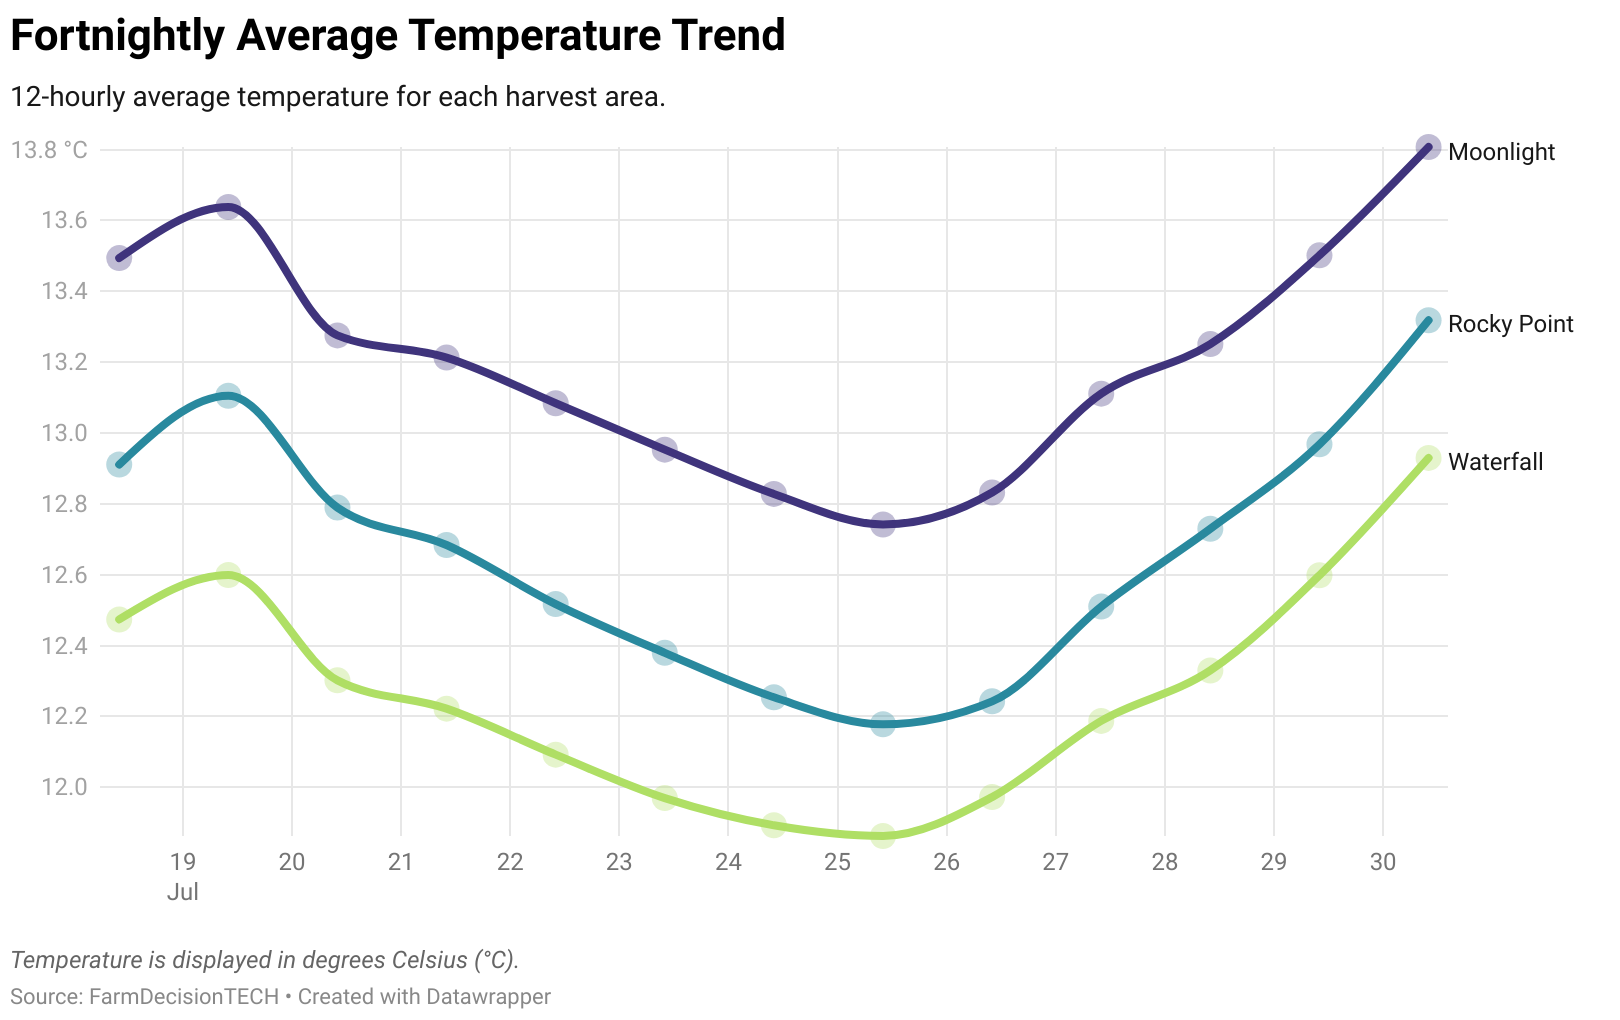 Fortnightly Average Temperature Trend
12-hourly average temperature for each harvest area.
13.8 °C
Moonlight
13.6
13.4
13.2
Rocky Point
13.0
Waterfall
12.8
12.6
12.4
12.2
12.0
19 20 21 22 23 24 25 26 27 28 29 30
Jul
Temperature is displayed in degrees Celsius (°C).
Source: FarmDecisionTECH • Created with Datawrapper